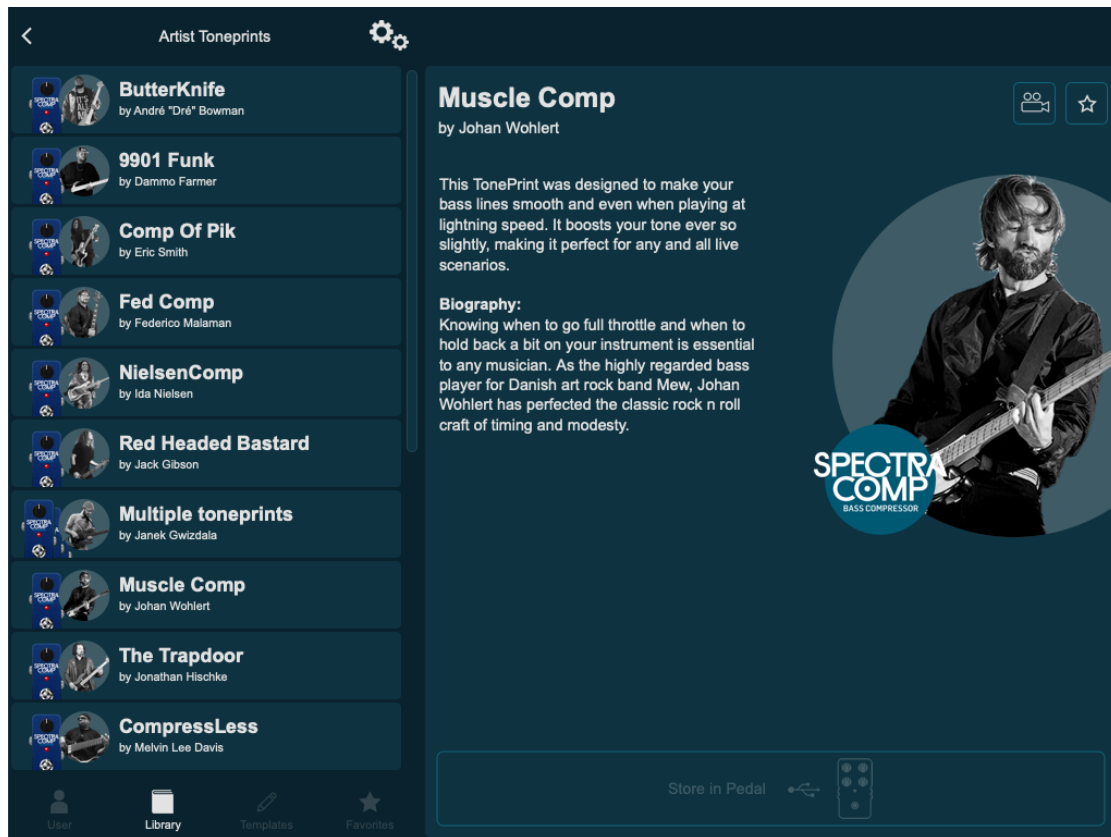 Artist Toneprints
ButterKnife
by André "Dré" Bowman
9901 Funk
by Dammo Farmer
Comp Of Pik
by Eric Smith
Fed Comp
by Federico Malaman
NielsenComp
by Ida Nielsen
Red Headed Bastard
by Jack Gibson
Multiple toneprints
by Janek Gwizdala
Muscle Comp
by Johan Wohlert
The Trapdoor
by Jonathan Hischke
CompressLess
by Melvin Lee Davis
User
Library
Templates
Favorites
Muscle Comp
by Johan Wohlert
This TonePrint was designed to make your
bass lines smooth and even when playing at
lightning speed. It boosts your tone ever so
slightly, making it perfect for any and all live
scenarios.
Biography:
Knowing when to go full throttle and when to
hold back a bit on your instrument is essential
to any musician. As the highly regarded bass
player for Danish art rock band Mew, Johan
Wohlert has perfected the classic rock n roll
craft of timing and modesty.
SPECTRA
COMP
BASS COMPRESSOR
Store in Pedal